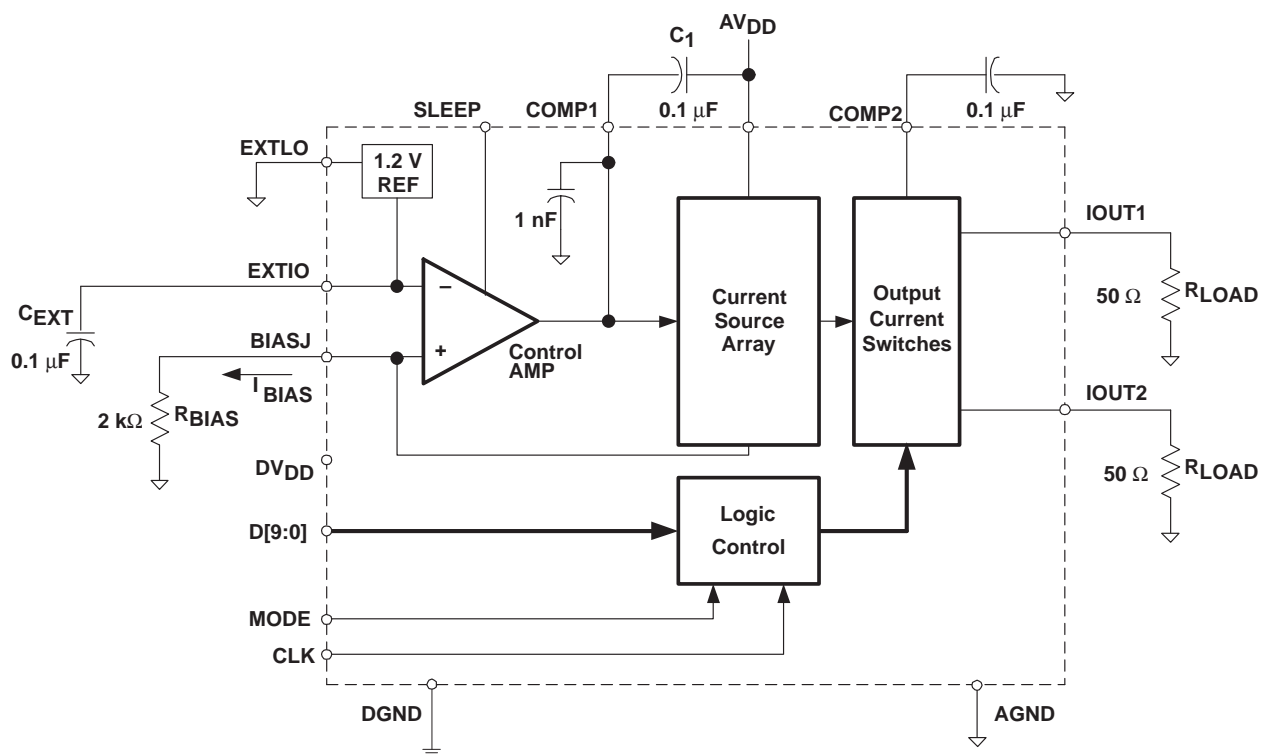 AVDD
C1
0.1 μF
SLEEP
COMP1
COMP2
0.1 μF
EXTLO
1.2 V
REF
1 nF
EXTIO
−
+
Control
AMP
Current
Source
Array
Output
Current
Switches
IOUT1
50 Ω
RLOAD
CEXT
0.1 μF
BIASJ
IBIAS
2 kΩ
RBIAS
IOUT2
50 Ω
RLOAD
DVDD
D[9:0]
Logic
Control
MODE
CLK
DGND
AGND